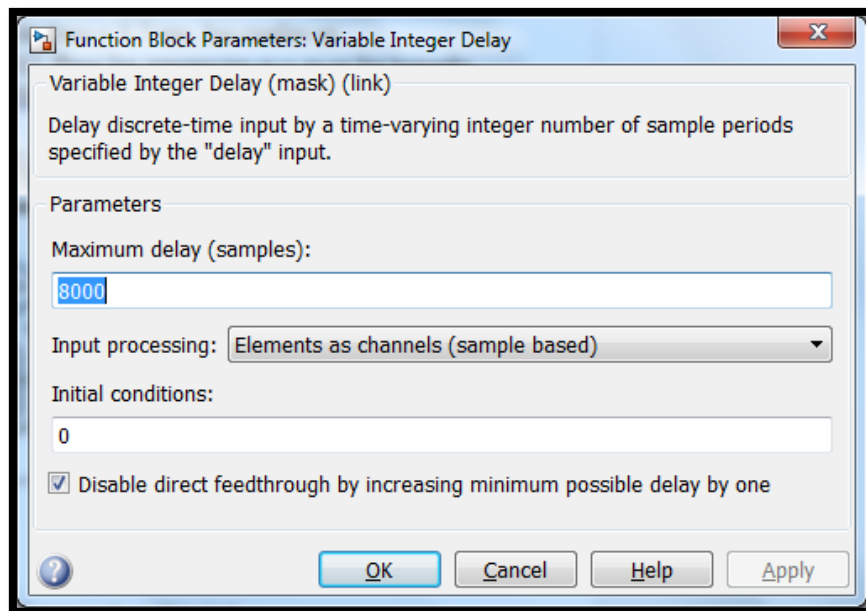 Function Block Parameters: Variable Integer Delay
Variable Integer Delay (mask) (link)
Delay discrete-time input by a time-varying integer number of sample periods
specified by the "delay" input.
Parameters
Maximum delay (samples):
8000
Input processing: Elements as channels (sample based)
Initial conditions:
0
Disable direct feedthrough by increasing minimum possible delay by one
? OK Cancel Help Apply